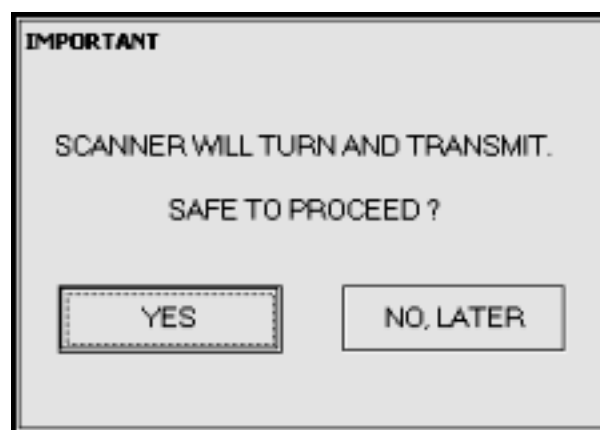 IMPORTANT
SCANNER WILL TURN AND TRANSMIT.
SAFE TO PROCEED ?
YES
NO, LATER